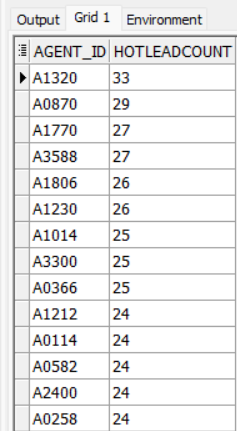 Output Grid 1 Environment
AGENT_ID HOTLEADCOUNT
A1320 33
A0870 29
A1770 27
A3588 27
A1806 26
A1230 26
A1014 25
A3300 25
A0366 25
A1212 24
A0114 24
A0582 24
A2400 24
A0258 24